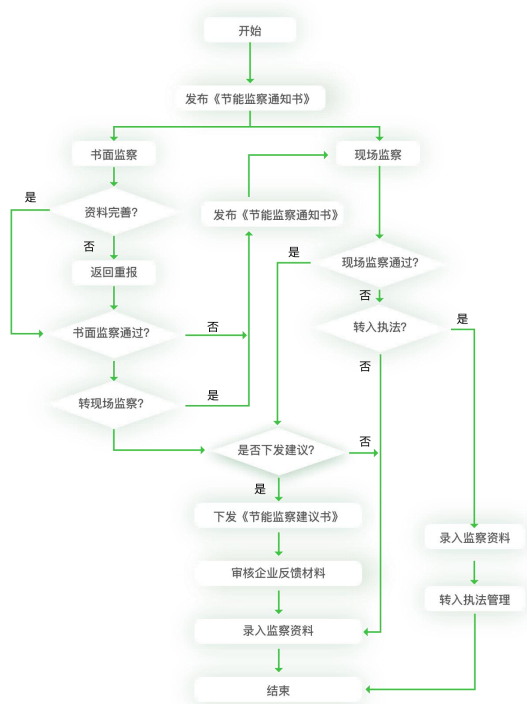 开始
发布《节能监察通知书》
书面监察
现场监察
是
资料完善?
发布《节能监察通知书》
否
是
返回重报
现场监察通过?
否
是
书面监察通过?
否
转入执法?
否
转现场监察?
是
否
是否下发建议?
是
下发《节能监察建议书》
录入监察资料
审核企业反馈材料
转入执法管理
录入监察资料
结束